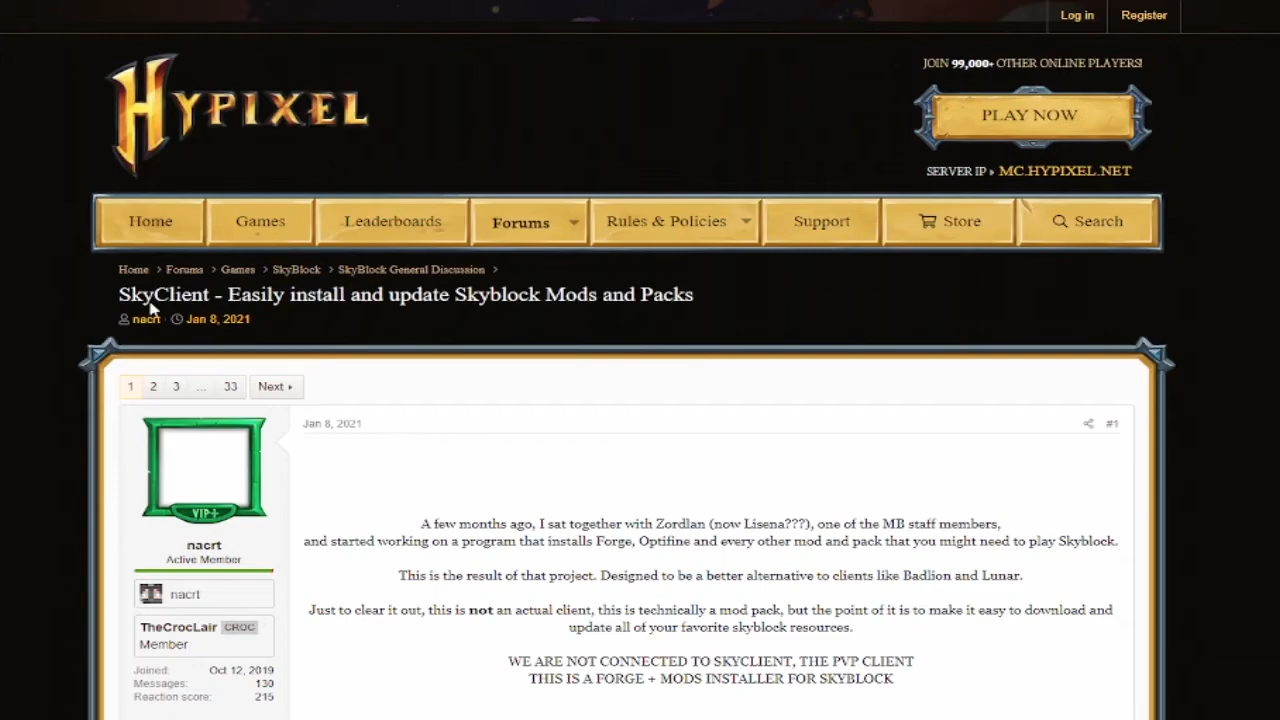 Log in
Register
HYPIXEL
JOIN 99,000+ OTHER ONLINE PLAYERS!
PLAY NOW
SERVER IP » MC.HYPIXEL.NET
Home
Games
Leaderboards
Forums
Rules & Policies
Support
Store
Search
Home > Forums > Games > SkyBlock > SkyBlock General Discussion >
SkyClient - Easily install and update Skyblock Mods and Packs
nacrt · Jan 8, 2021
1 2 3 ... 33 Next
Jan 8, 2021
#1
VIP+
nacrt
Active Member
nacrt
TheCrocLair CROC
Member
Joined: Oct 12, 2019
Messages: 130
Reaction score: 215
A few months ago, I sat together with Zordlan (now Lisena???), one of the MB staff members,
and started working on a program that installs Forge, Optifine and every other mod and pack that you might need to play Skyblock.
This is the result of that project. Designed to be a better alternative to clients like Badlion and Lunar.
Just to clear it out, this is not an actual client, this is technically a mod pack, but the point of it is to make it easy to download and
update all of your favorite skyblock resources.
WE ARE NOT CONNECTED TO SKYCLIENT, THE PVP CLIENT
THIS IS A FORGE + MODS INSTALLER FOR SKYBLOCK